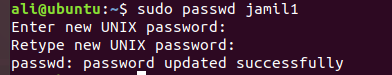 ali@ubuntu:~$ sudo passwd jamil1
Enter new UNIX password:
Retype new UNIX password:
passwd: password updated successfully